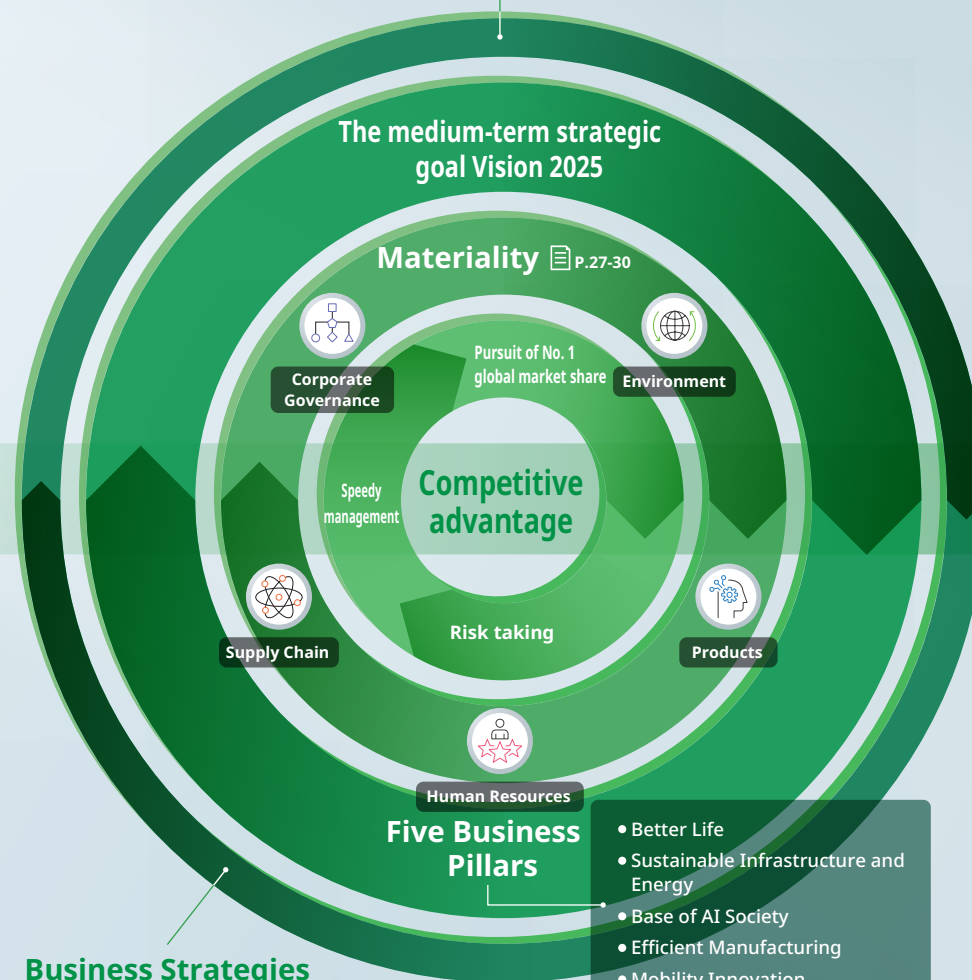 The medium-term strategic
goal Vision 2025
Materiality P.27-30
Corporate
Governance
Environment
Pursuit of No. 1
global market share
Speedy
management
Competitive
advantage
Risk taking
Supply Chain
Products
Human Resources
Five Business
Pillars
Better Life
Sustainable Infrastructure and
Energy
Base of AI Society
Efficient Manufacturing
Mobility Innovation
Business Strategies